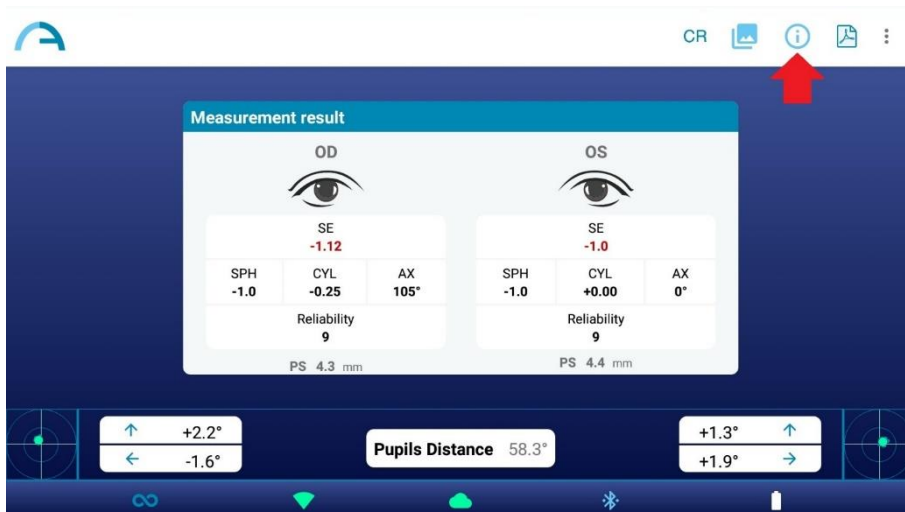 CR
Measurement result
OD
OS
SE
-1.12
SE
-1.0
SPH
-1.0
CYL
-0.25
AX
105°
SPH
-1.0
CYL
+0.00
AX
0°
Reliability
9
Reliability
9
PS 4.3 mm
PS 4.4 mm
+2.2°
-1.6°
Pupils Distance 58.3°
+1.3°
+1.9°